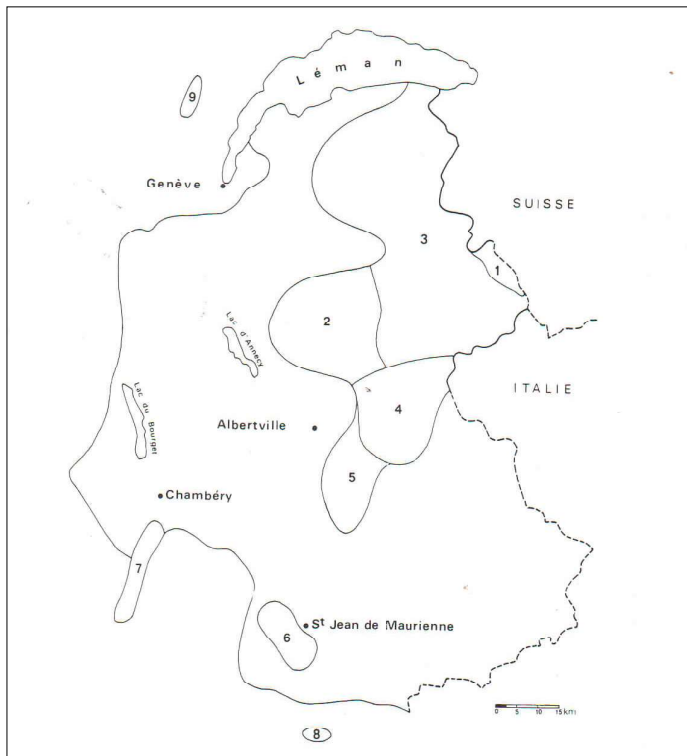 Léman
9
Genève
SUISSE
3
1
2
Lac d'Annecy
ITALIE
Lac du Bourget
4
Albertville
5
Chambéry
7
St Jean de Maurienne
6
0 5 10 15 km
8